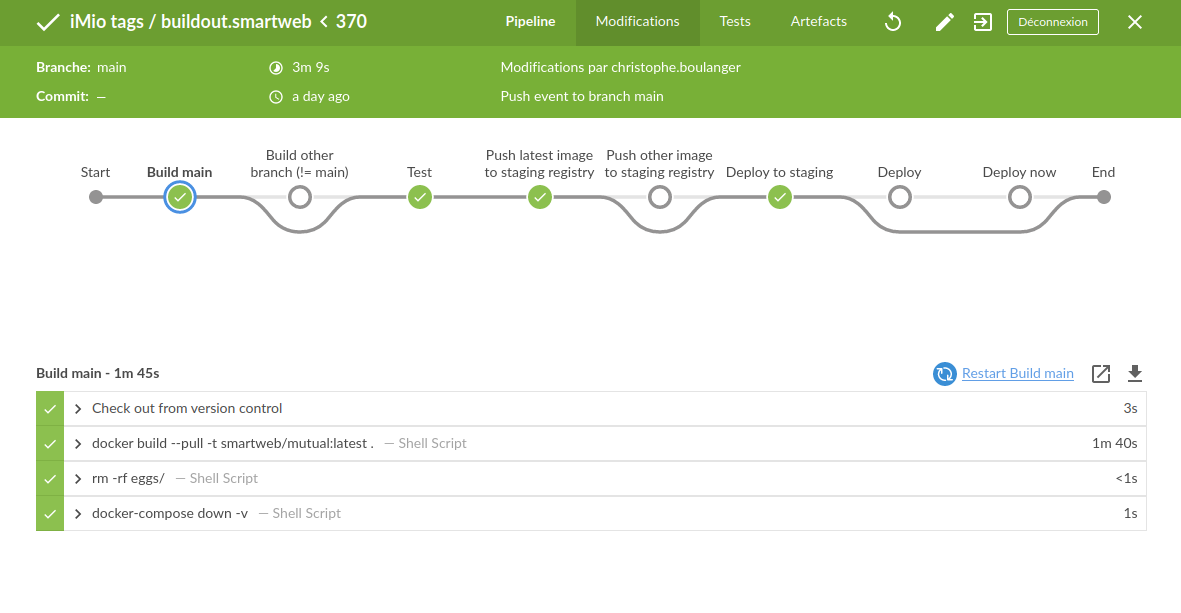 iMio tags / buildout.smartweb < 370 Pipeline Modifications Tests Artefacts Déconnexion
Branche: main 3m 9s Modifications par christophe.boulanger
Commit: — a day ago Push event to branch main
Start
Build main
Build other
branch (!= main)
Test
Push latest image
to staging registry
Push other image
to staging registry
Deploy to staging
Deploy
Deploy now
End
Build main - 1m 45s Restart Build main
Check out from version control 3s
docker build --pull -t smartweb/mutual:latest . — Shell Script 1m 40s
rm -rf eggs/ — Shell Script <1s
docker-compose down -v — Shell Script 1s